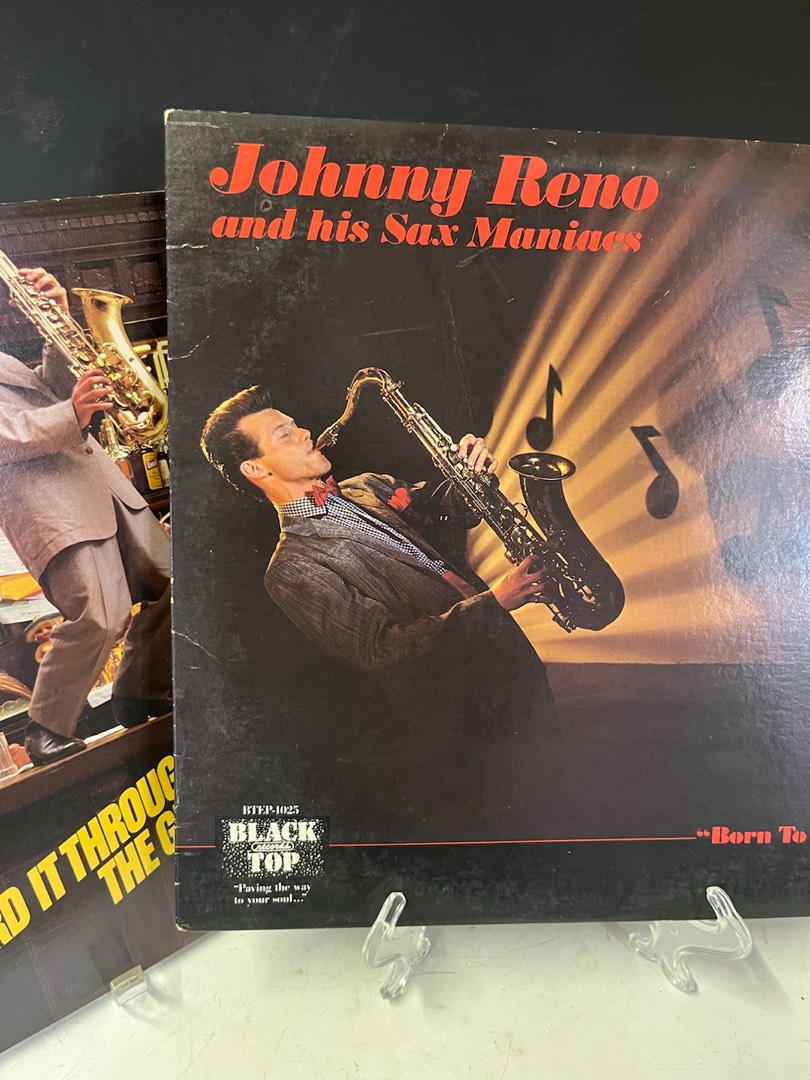 Johnny Reno
and his Sax Maniacs
BTEP-1025
BLACK
records
TOP
"Paving the way
to your soul...
"Born To
RD IT THROUG
THE G